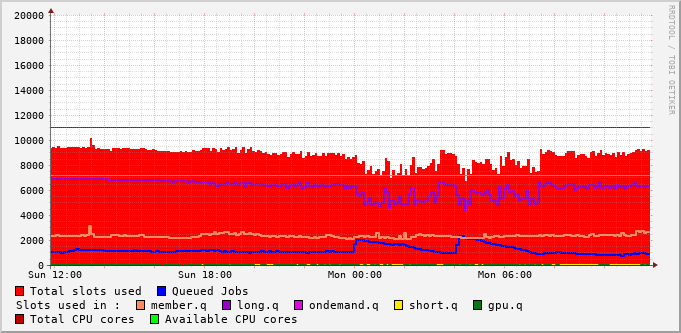 RRDTOOL / TOBI OETIKER
20000
18000
16000
14000
12000
10000
8000
6000
4000
2000
0
Sun 12:00 Sun 18:00 Mon 00:00 Mon 06:00
Total slots used Queued Jobs
Slots used in : member.q long.q ondemand.q short.q gpu.q
Total CPU cores Available CPU cores